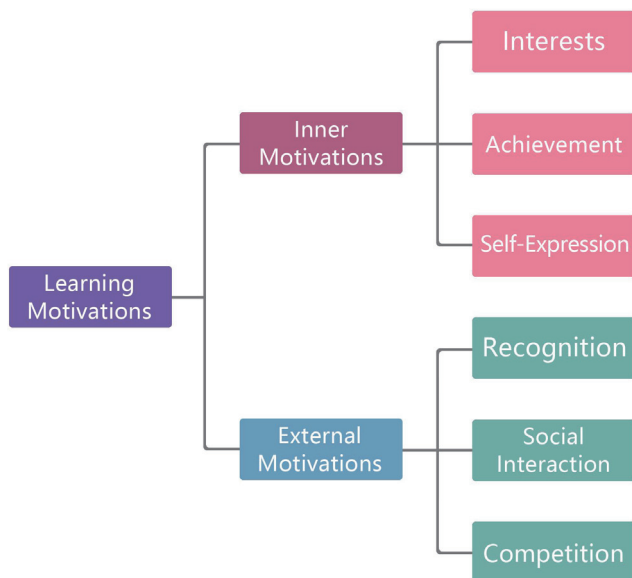 Learning
Motivations
Inner
Motivations
Interests
Achievement
Self-Expression
External
Motivations
Recognition
Social
Interaction
Competition